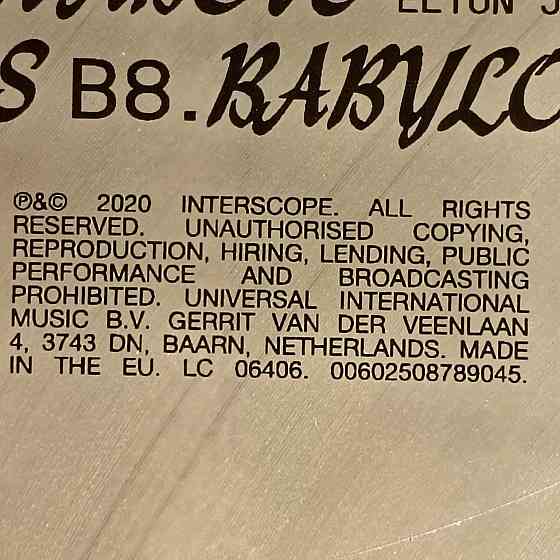 ELTON J
S B8. BABYLO
℗&© 2020 INTERSCOPE. ALL RIGHTS
RESERVED. UNAUTHORISED COPYING,
REPRODUCTION, HIRING, LENDING, PUBLIC
PERFORMANCE AND BROADCASTING
PROHIBITED. UNIVERSAL INTERNATIONAL
MUSIC B.V. GERRIT VAN DER VEENLAAN
4, 3743 DN, BAARN, NETHERLANDS. MADE
IN THE EU. LC 06406. 00602508789045.